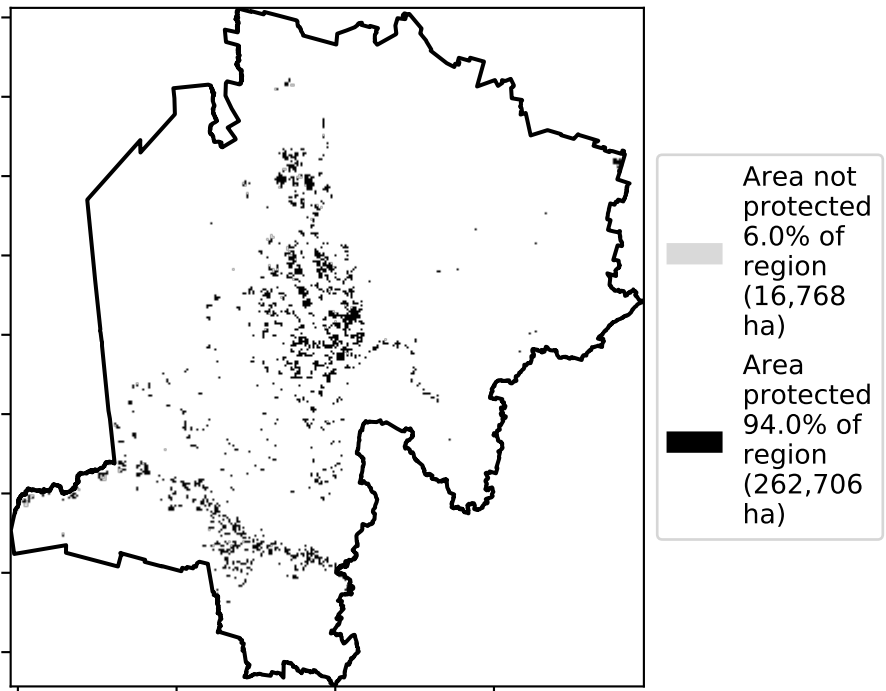 Area not
protected
6.0% of
region
(16,768
ha)
Area
protected
94.0% of
region
(262,706
ha)